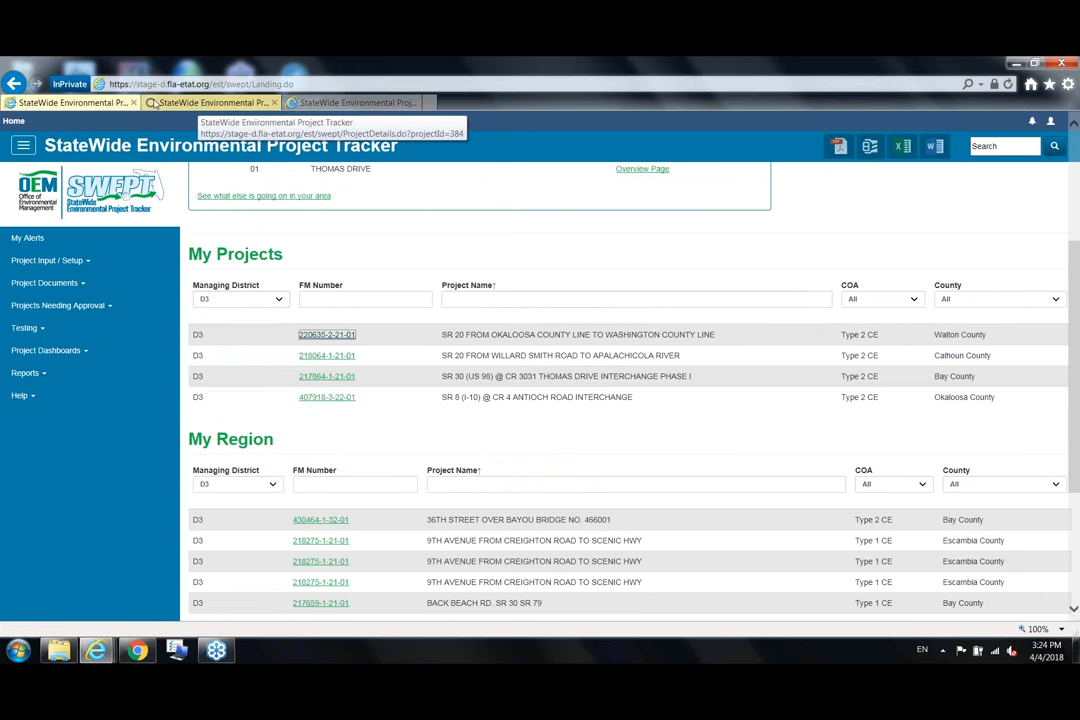 InPrivate https://stage-d.fla-etat.org/est/swept/Landing.do
StateWide Environmental Pr... × StateWide Environmental Pr... × StateWide Environmental Proj...
StateWide Environmental Project Tracker
https://stage-d.fla-etat.org/est/swept/ProjectDetails.do?projectId=384
Home
StateWide Environmental Project Tracker
Search
OEM
Office of
Environmental
Management
SWEPT
StateWide
Environmental Project Tracker
My Alerts
Project Input / Setup
Project Documents
Projects Needing Approval
Testing
Project Dashboards
Reports
Help
01 THOMAS DRIVE Overview Page
See what else is going on in your area
My Projects
Managing District FM Number Project Name↑ COA County
D3 All All
D3 220635-2-21-01 SR 20 FROM OKALOOSA COUNTY LINE TO WASHINGTON COUNTY LINE Type 2 CE Walton County
D3 218064-1-21-01 SR 20 FROM WILLARD SMITH ROAD TO APALACHICOLA RIVER Type 2 CE Calhoun County
D3 217864-1-21-01 SR 30 (US 98) @ CR 3031 THOMAS DRIVE INTERCHANGE PHASE I Type 2 CE Bay County
D3 407918-3-22-01 SR 8 (I-10) @ CR 4 ANTIOCH ROAD INTERCHANGE Type 2 CE Okaloosa County
My Region
Managing District FM Number Project Name↑ COA County
D3 All All
D3 430464-1-32-01 36TH STREET OVER BAYOU BRIDGE NO. 466001 Type 2 CE Bay County
D3 218275-1-21-01 9TH AVENUE FROM CREIGHTON ROAD TO SCENIC HWY Type 1 CE Escambia County
D3 218275-1-21-01 9TH AVENUE FROM CREIGHTON ROAD TO SCENIC HWY Type 1 CE Escambia County
D3 218275-1-21-01 9TH AVENUE FROM CREIGHTON ROAD TO SCENIC HWY Type 1 CE Escambia County
D3 217659-1-21-01 BACK BEACH RD. SR 30 SR 79 Type 1 CE Bay County
100%
EN 3:24 PM
4/4/2018